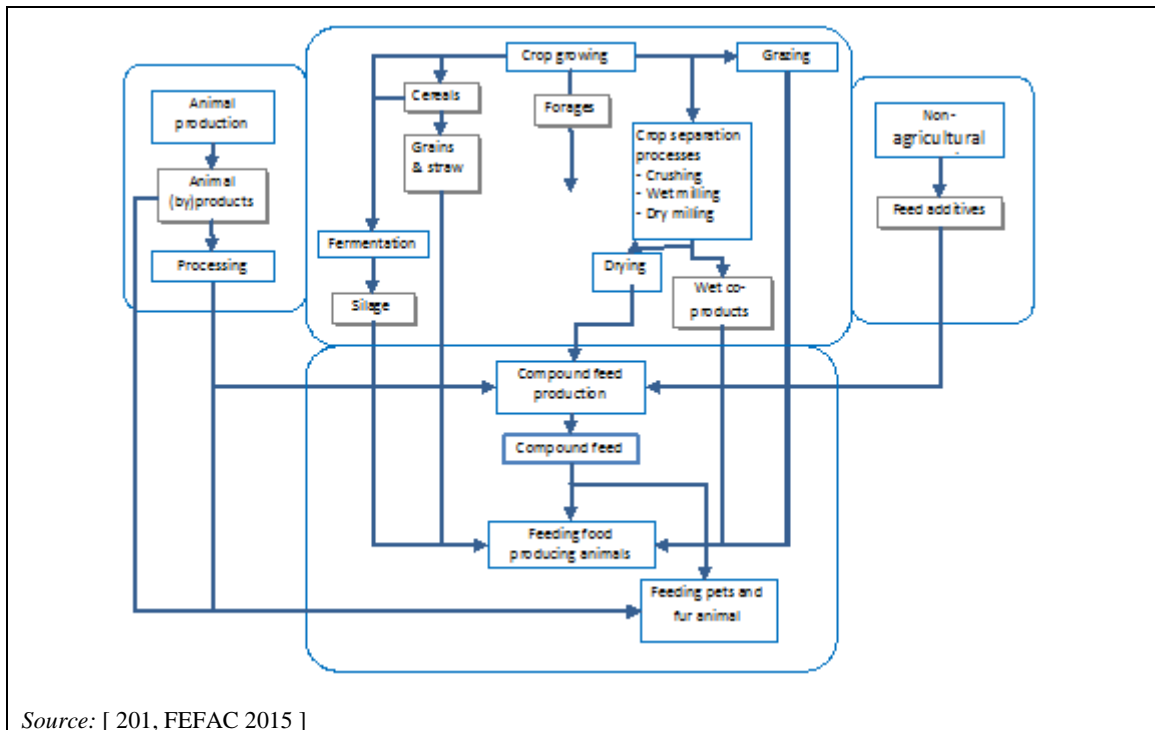 Crop growing
Grazing
Cereals
Forages
Animal
production
Non-
agricultural
Grains
& straw
Crop separation
processes
- Crushing
- Wet milling
- Dry milling
Animal
(by)products
Feed additives
Fermentation
Processing
Drying
Silage
Wet co-
products
Compound feed
production
Compound feed
Feeding food
producing animals
Feeding pets and
fur animal
Source: [ 201, FEFAC 2015 ]